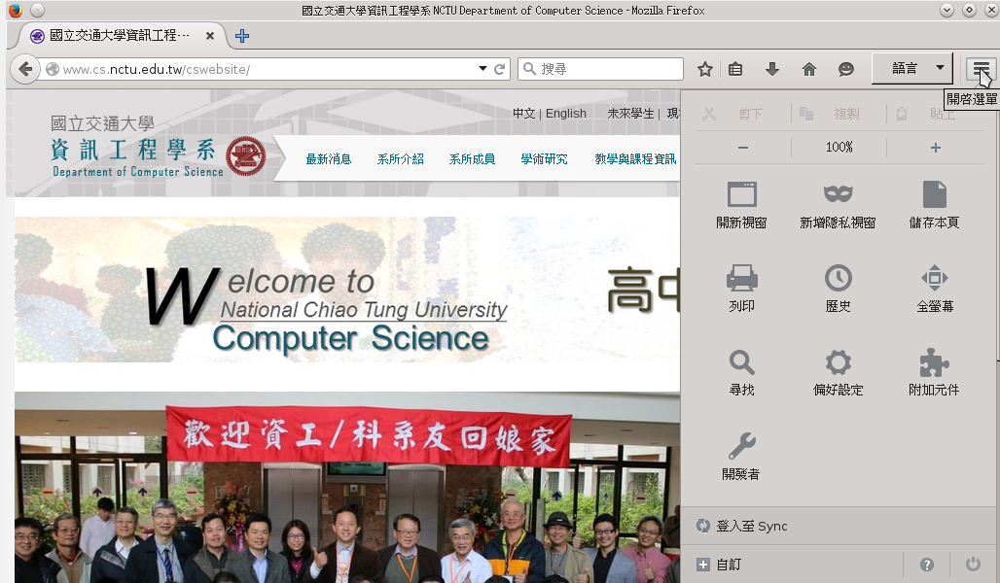 國立交通大學資訊工程學系 NCTU Department of Computer Science - Mozilla Firefox
國立交通大學資訊工程…
www.cs.nctu.edu.tw/cswebsite/
搜尋
語言
開啓選單
中文 | English 未來學生 | 現
國立交通大學
資訊工程學系
Department of Computer Science
最新消息 系所介紹 系所成員 學術研究 教學與課程資訊
Welcome to
National Chiao Tung University
Computer Science
高中
歡迎資工/科系友回娘家
剪下 複製 貼上
− 100% +
開新視窗 新增隱私視窗 儲存本頁
列印 歷史 全螢幕
尋找 偏好設定 附加元件
開發者
登入至 Sync
自訂